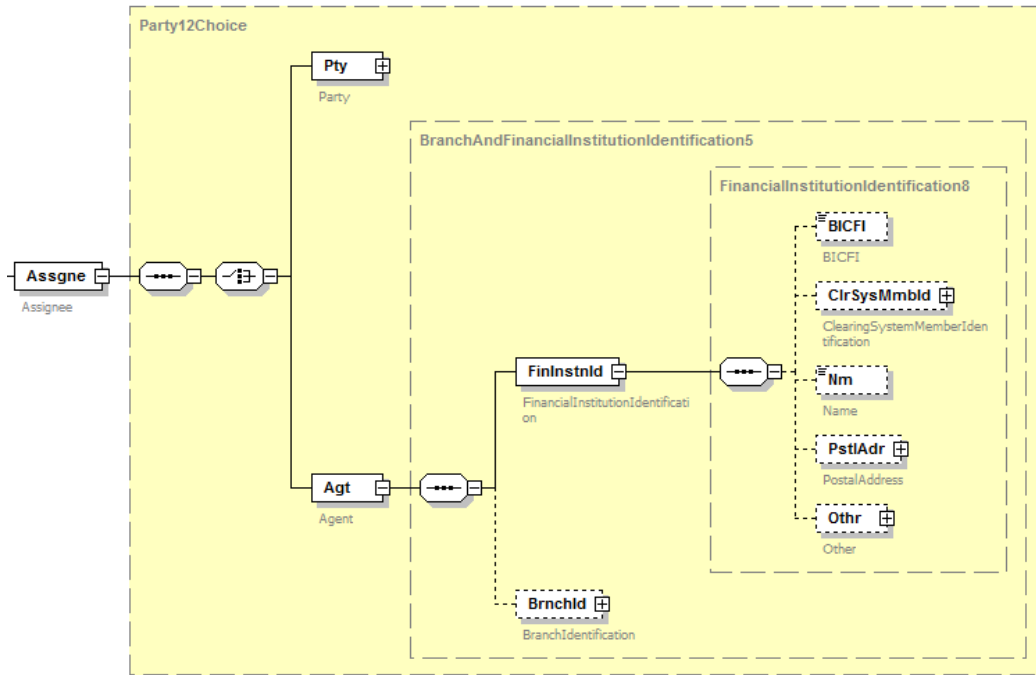 Party12Choice
Pty
Party
BranchAndFinancialInstitutionIdentification5
FinancialInstitutionIdentification8
BICFI
BICFI
Assgne
Assignee
ClrSysMmbId
ClearingSystemMemberIden
tification
FinInstnId
FinancialInstitutionIdentificati
on
Nm
Name
PstlAdr
PostalAddress
Agt
Agent
Othr
Other
BrnchId
BranchIdentification